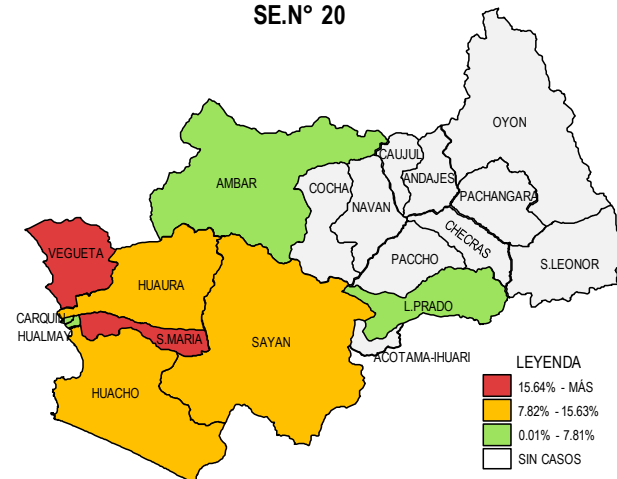 SE.N° 20
OYON
CAUJUL
ANDAJES
AMBAR
COCHA
PACHANGARA
NAVAN
CHECRAS
VEGUETA
PACCHO
S.LEONOR
HUAURA
L.PRADO
CARQUIN
HUALMAY
S.MARIA
SAYAN
ACOTAMA-IHUARI
HUACHO
LEYENDA
15.64% - MÁS
7.82% - 15.63%
0.01% - 7.81%
SIN CASOS